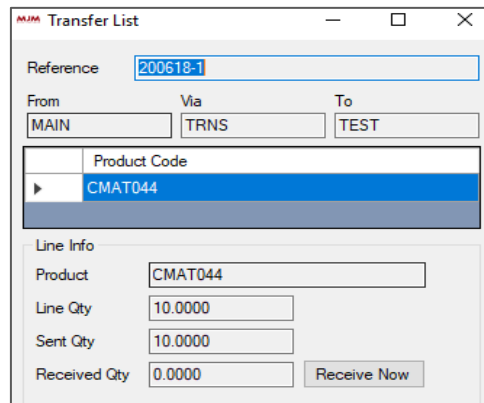 MJM Transfer List
Reference 200618-1
From Via To
MAIN TRNS TEST
Product Code
CMAT044
Line Info
Product CMAT044
Line Qty 10.0000
Sent Qty 10.0000
Received Qty 0.0000 Receive Now